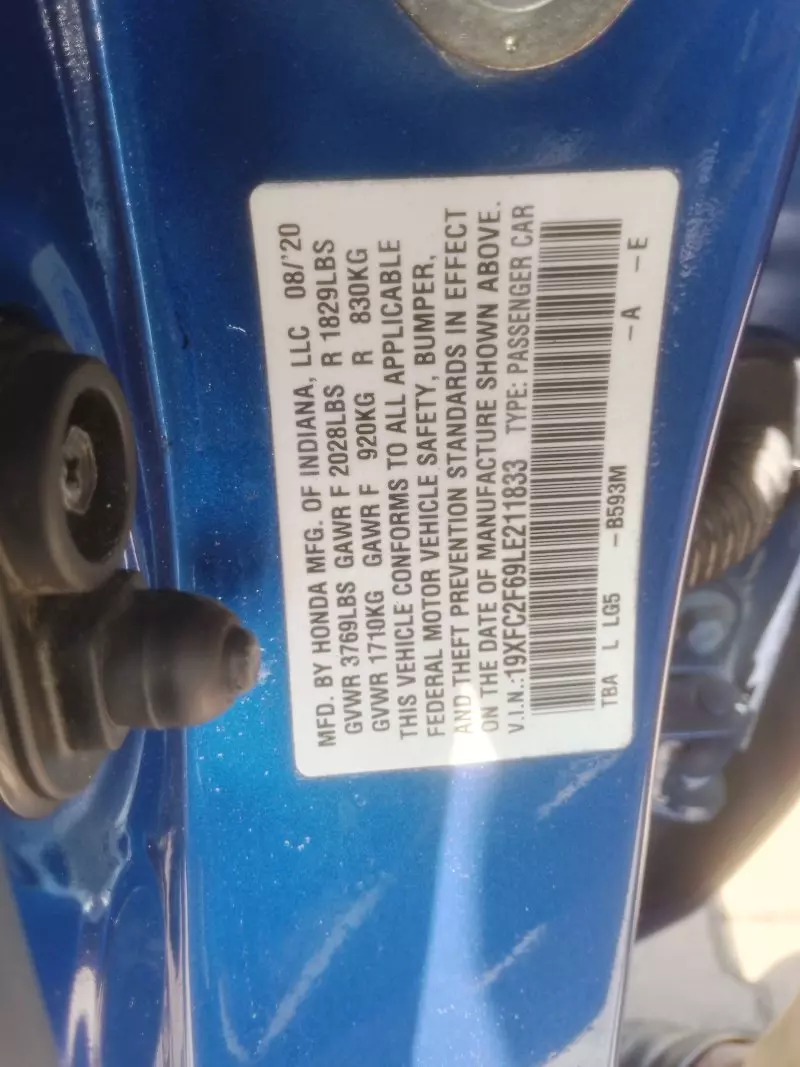 MFD. BY HONDA MFG. OF INDIANA, LLC 08/'20
GVWR 3769LBS GAWR F 2028LBS R 1829LBS
GVWR 1710KG GAWR F 920KG R 830KG
THIS VEHICLE CONFORMS TO ALL APPLICABLE
FEDERAL MOTOR VEHICLE SAFETY, BUMPER,
AND THEFT PREVENTION STANDARDS IN EFFECT
ON THE DATE OF MANUFACTURE SHOWN ABOVE.
V.I.N.:19XFC2F69LE211833 TYPE: PASSENGER CAR
TBA L LG5 -B593M -A -E